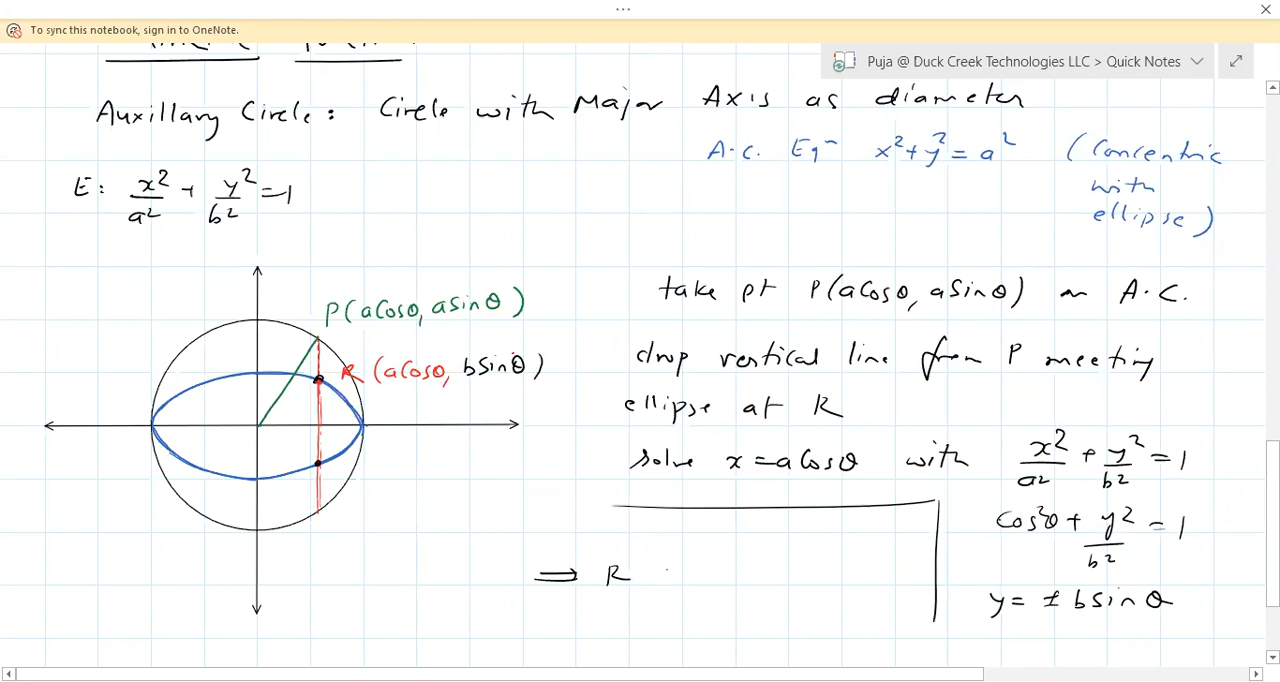 To sync this notebook, sign in to OneNote.
Puja @ Duck Creek Technologies LLC > Quick Notes
Auxillary Circle: Circle with Major Axis as diameter
A.C. Eqⁿ x²+y²=a² (Concentric with ellipse)
E: x²/a² + y²/b² = 1
P(acosθ, asinθ)
R (acosθ, bsinθ)
take pt P(acosθ, asinθ) on A.C.
drop vertical line from P meeting
ellipse at R
solve x=acosθ with x²/a² + y²/b² = 1
cos²θ + y²/b² = 1
⇒ R
y = ± bsinθ